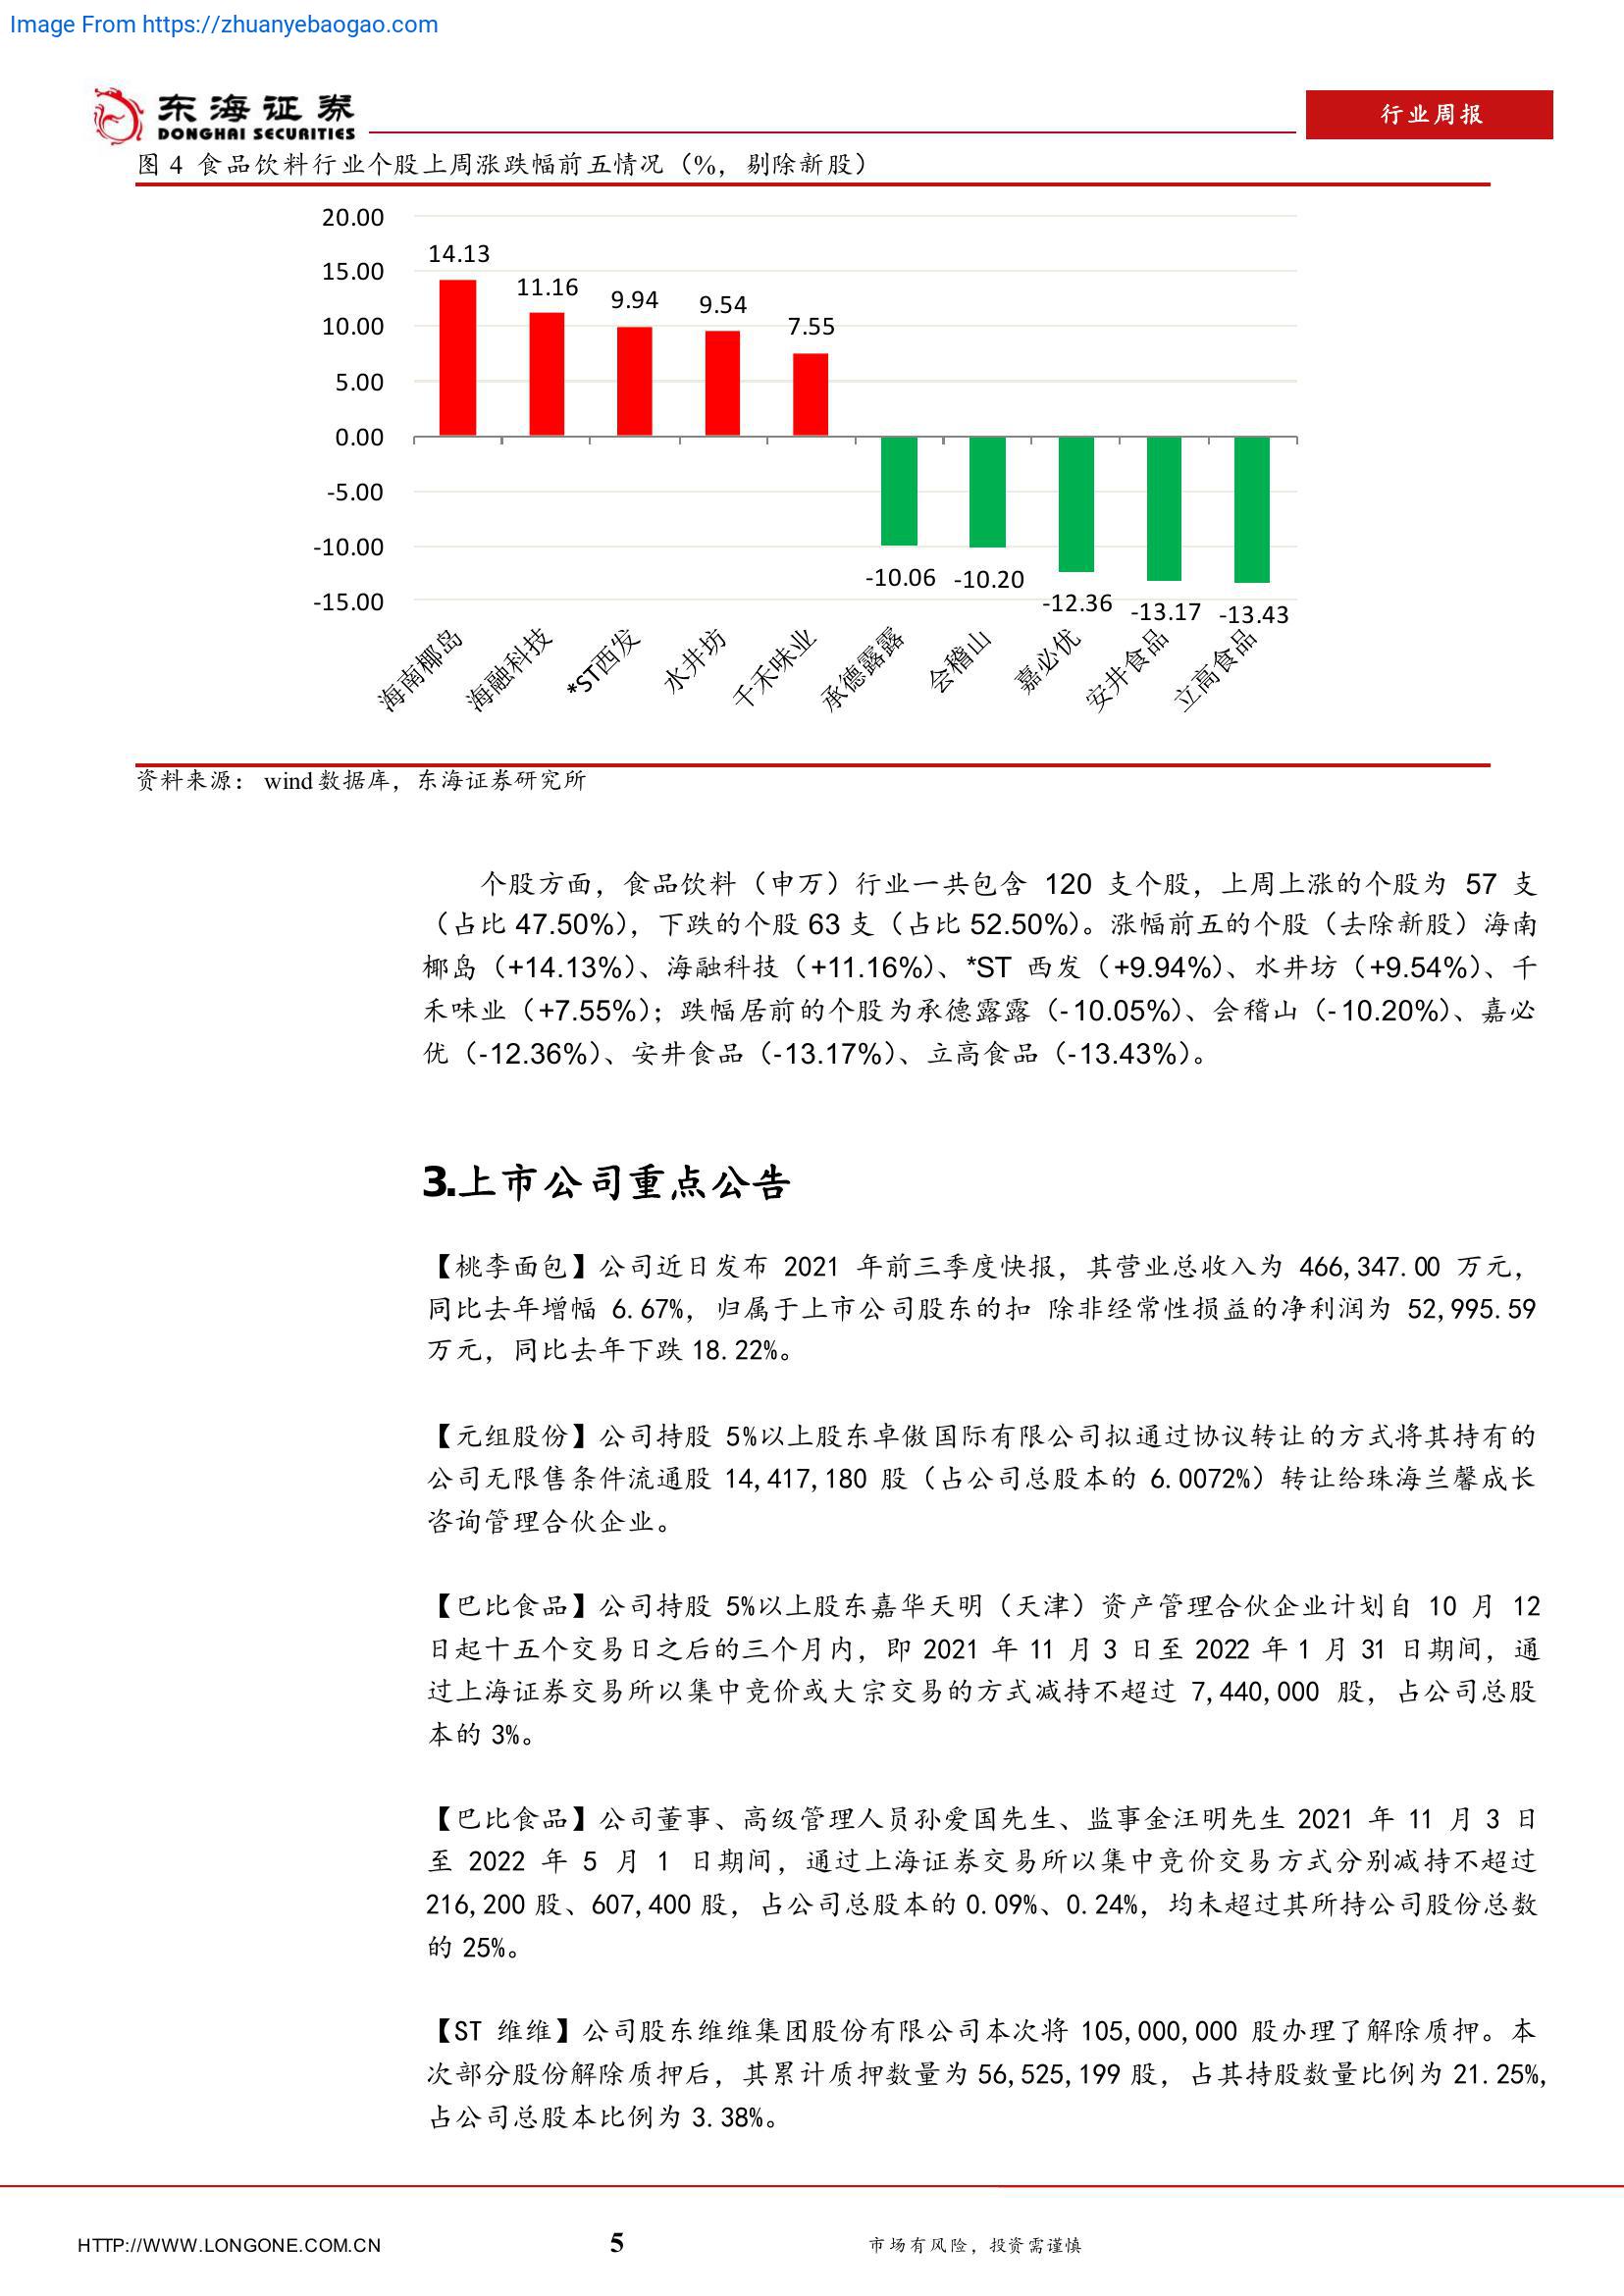 Image From https://zhuanyebaogao.com
东海证券
DONGHAI SECURITIES
行业周报
图 4 食品饮料行业个股上周涨跌幅前五情况（%，剔除新股）
20.00
15.00
10.00
5.00
0.00
-5.00
-10.00
-15.00
14.13
11.16
9.94
9.54
7.55
-10.06
-10.20
-12.36
-13.17
-13.43
海南椰岛
海融科技
*ST西发
水井坊
千禾味业
承德露露
会稽山
嘉必优
安井食品
立高食品
资料来源： wind数据库，东海证券研究所
个股方面，食品饮料（申万）行业一共包含 120 支个股，上周上涨的个股为 57 支
（占比 47.50%），下跌的个股 63 支（占比 52.50%）。涨幅前五的个股（去除新股）海南
椰岛（+14.13%）、海融科技（+11.16%）、*ST 西发（+9.94%）、水井坊（+9.54%）、千
禾味业（+7.55%）；跌幅居前的个股为承德露露（-10.05%）、会稽山（-10.20%）、嘉必
优（-12.36%）、安井食品（-13.17%）、立高食品（-13.43%）。
3.上市公司重点公告
【桃李面包】公司近日发布 2021 年前三季度快报，其营业总收入为 466,347.00 万元，
同比去年增幅 6.67%，归属于上市公司股东的扣 除非经常性损益的净利润为 52,995.59
万元，同比去年下跌 18.22%。
【元组股份】公司持股 5%以上股东卓傲国际有限公司拟通过协议转让的方式将其持有的
公司无限售条件流通股 14,417,180 股（占公司总股本的 6.0072%）转让给珠海兰馨成长
咨询管理合伙企业。
【巴比食品】公司持股 5%以上股东嘉华天明（天津）资产管理合伙企业计划自 10 月 12
日起十五个交易日之后的三个月内，即 2021 年 11 月 3 日至 2022 年 1 月 31 日期间，通
过上海证券交易所以集中竞价或大宗交易的方式减持不超过 7,440,000 股，占公司总股
本的 3%。
【巴比食品】公司董事、高级管理人员孙爱国先生、监事金汪明先生 2021 年 11 月 3 日
至 2022 年 5 月 1 日期间，通过上海证券交易所以集中竞价交易方式分别减持不超过
216,200 股、607,400 股，占公司总股本的 0.09%、0.24%，均未超过其所持公司股份总数
的 25%。
【ST 维维】公司股东维维集团股份有限公司本次将 105,000,000 股办理了解除质押。本
次部分股份解除质押后，其累计质押数量为 56,525,199 股，占其持股数量比例为 21.25%，
占公司总股本比例为 3.38%。
HTTP://WWW.LONGONE.COM.CN
5
市场有风险，投资需谨慎